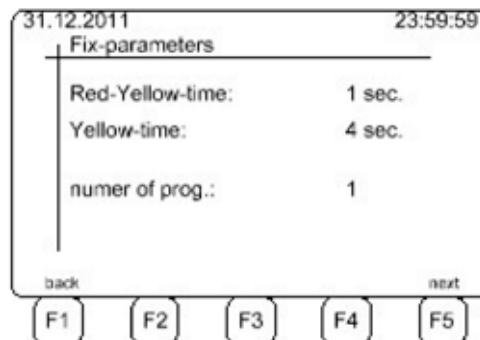 31.12.2011 23:59:59
Fix-parameters
Red-Yellow-time: 1 sec.
Yellow-time: 4 sec.
numer of prog.: 1
back next
F1 F2 F3 F4 F5